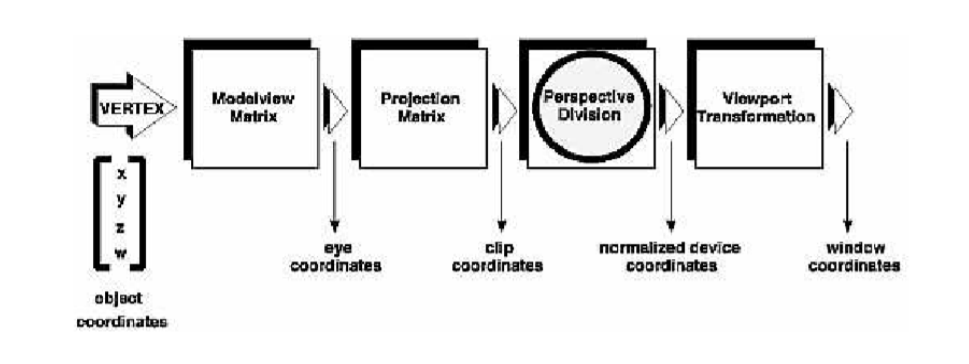 VERTEX
Modelview
Matrix
Projection
Matrix
Perspective
Division
Viewport
Transformation
x
y
z
w
object
coordinates
eye
coordinates
clip
coordinates
normalized device
coordinates
window
coordinates